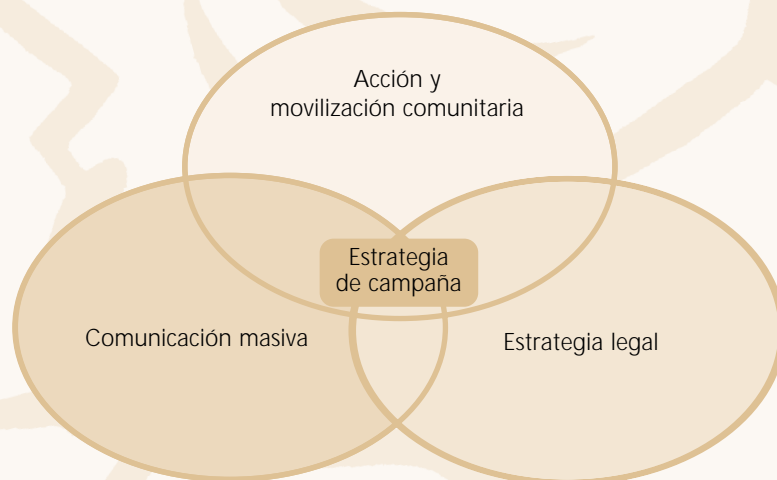 Acción y
movilización comunitaria
Estrategia
de campaña
Comunicación masiva
Estrategia legal